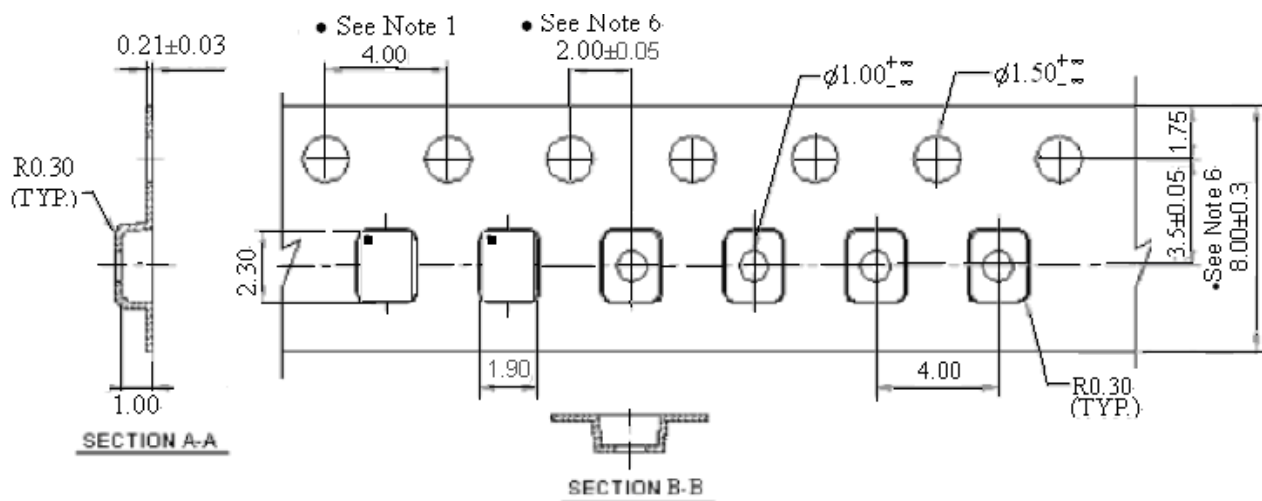 • See Note 1
4.00
• See Note 6
2.00±0.05
0.21±0.03
ø1.00
ø1.50
1.75
3.5±0.05
•See Note 6
8.00±0.3
R0.30
(TYP.)
2.30
1.90
4.00
R0.30
(TYP.)
1.00
SECTION A-A
SECTION B-B